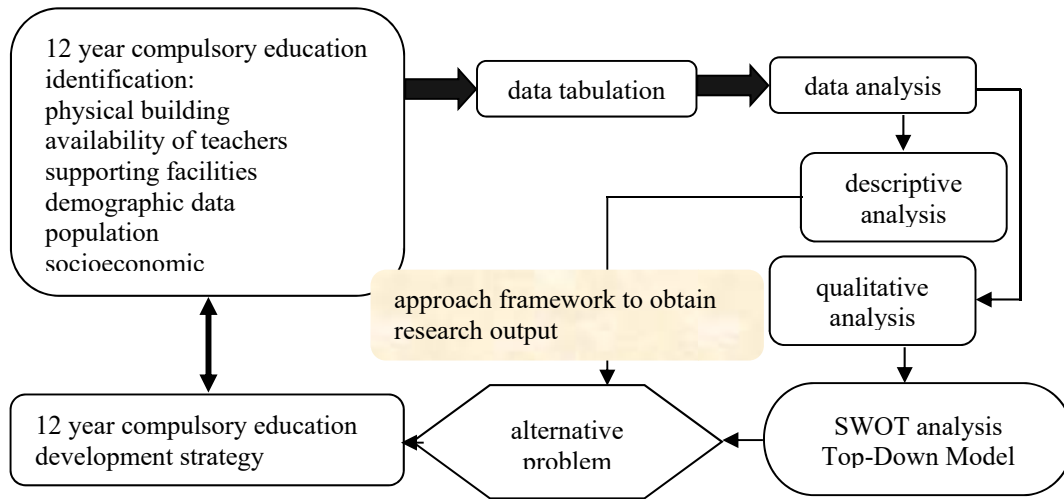 12 year compulsory education
identification:
physical building
availability of teachers
supporting facilities
demographic data
population
socioeconomic
data tabulation
data analysis
descriptive
analysis
approach framework to obtain
research output
qualitative
analysis
12 year compulsory education
development strategy
alternative
problem
SWOT analysis
Top-Down Model